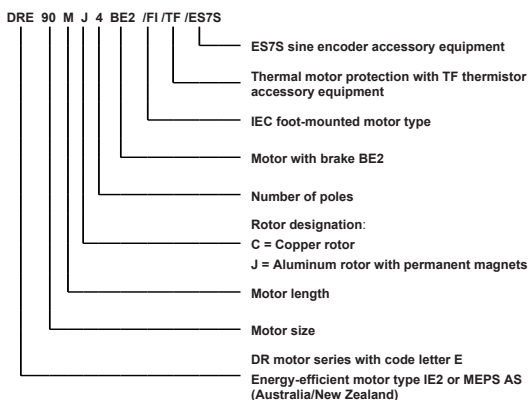 DRE 90 M J 4 BE2 /FI /TF /ES7S
ES7S sine encoder accessory equipment
Thermal motor protection with TF thermistor
accessory equipment
IEC foot-mounted motor type
Motor with brake BE2
Number of poles
Rotor designation:
C = Copper rotor
J = Aluminum rotor with permanent magnets
Motor length
Motor size
DR motor series with code letter E
Energy-efficient motor type IE2 or MEPS AS
(Australia/New Zealand)